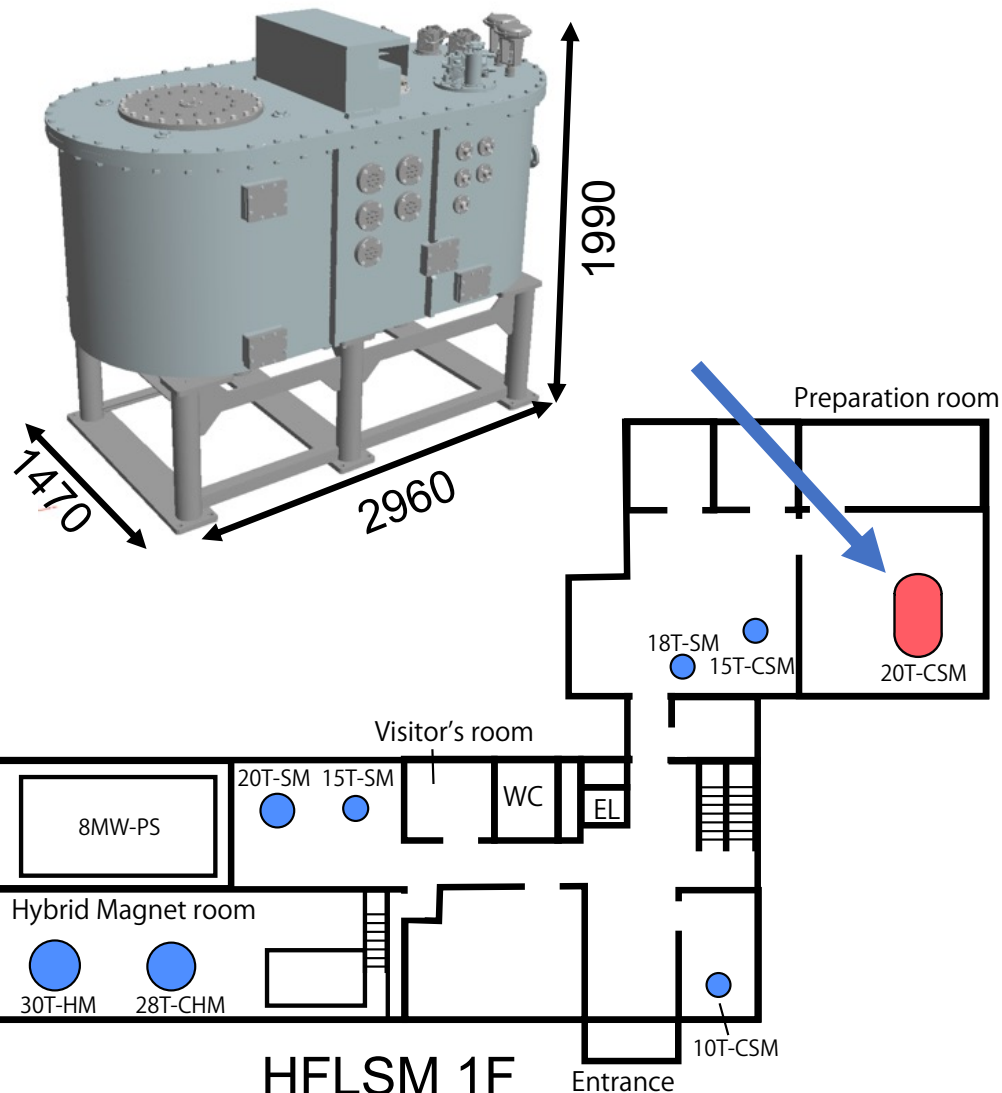 1990
1470
2960
Preparation room
18T-SM
15T-CSM
20T-CSM
Visitor's room
20T-SM
15T-SM
WC
EL
8MW-PS
Hybrid Magnet room
30T-HM
28T-CHM
10T-CSM
HFLSM 1F
Entrance